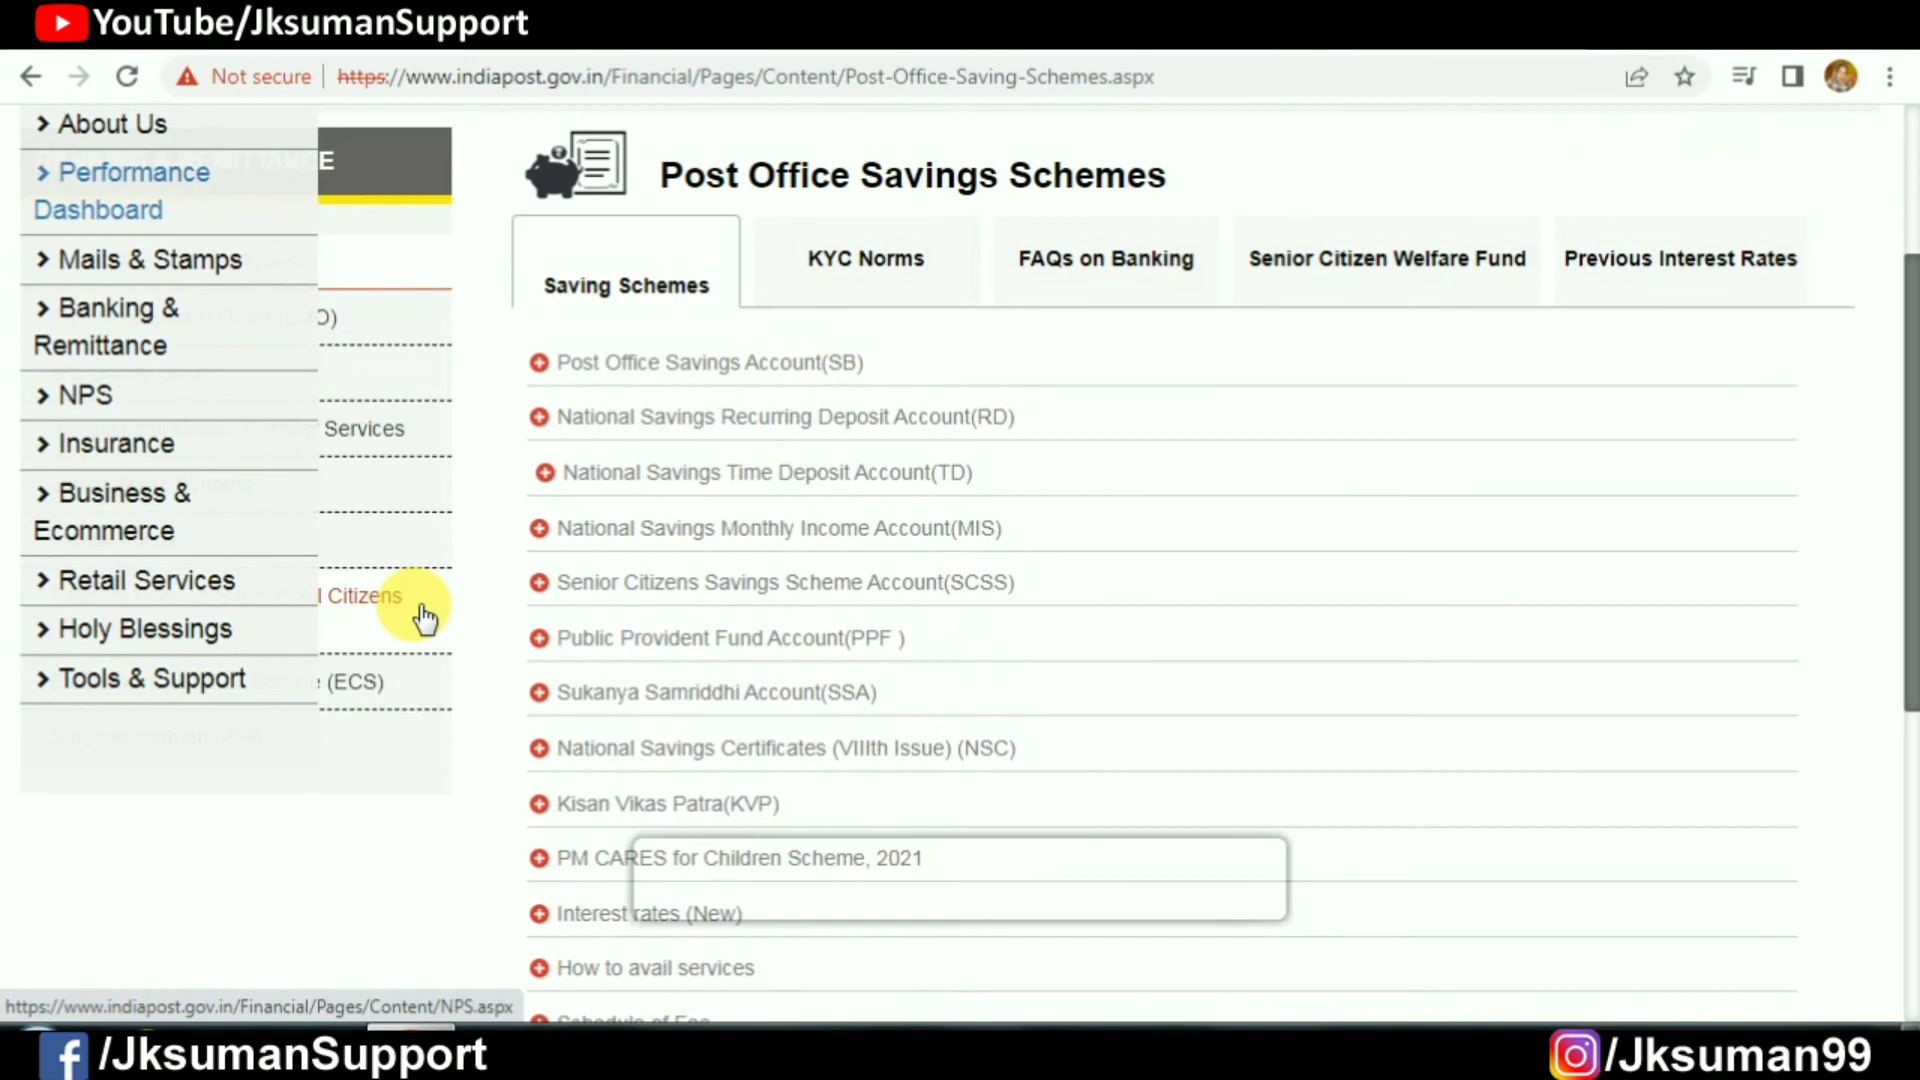 YouTube/JksumanSupport
Not secure
https://www.indiapost.gov.in/Financial/Pages/Content/Post-Office-Saving-Schemes.aspx
About Us
Performance
Dashboard
Mails & Stamps
Banking &
Remittance
NPS
Insurance
Business &
Ecommerce
Retail Services
Holy Blessings
Tools & Support
Services
Citizens
(ECS)
Post Office Savings Schemes
Saving Schemes
KYC Norms
FAQs on Banking
Senior Citizen Welfare Fund
Previous Interest Rates
Post Office Savings Account(SB)
National Savings Recurring Deposit Account(RD)
National Savings Time Deposit Account(TD)
National Savings Monthly Income Account(MIS)
Senior Citizens Savings Scheme Account(SCSS)
Public Provident Fund Account(PPF )
Sukanya Samriddhi Account(SSA)
National Savings Certificates (VIIIth Issue) (NSC)
Kisan Vikas Patra(KVP)
PM CARES for Children Scheme, 2021
Interest rates (New)
How to avail services
https://www.indiapost.gov.in/Financial/Pages/Content/NPS.aspx
/JksumanSupport
/Jksuman99